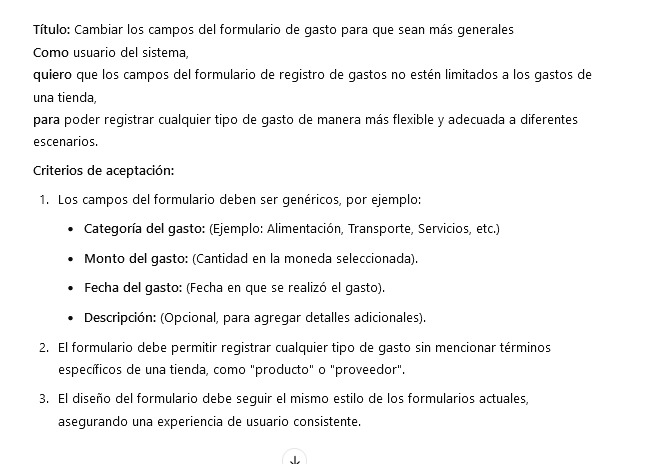 Título: Cambiar los campos del formulario de gasto para que sean más generales
Como usuario del sistema,
quiero que los campos del formulario de registro de gastos no estén limitados a los gastos de
una tienda,
para poder registrar cualquier tipo de gasto de manera más flexible y adecuada a diferentes
escenarios.
Criterios de aceptación:
1. Los campos del formulario deben ser genéricos, por ejemplo:
• Categoría del gasto: (Ejemplo: Alimentación, Transporte, Servicios, etc.)
• Monto del gasto: (Cantidad en la moneda seleccionada).
• Fecha del gasto: (Fecha en que se realizó el gasto).
• Descripción: (Opcional, para agregar detalles adicionales).
2. El formulario debe permitir registrar cualquier tipo de gasto sin mencionar términos
específicos de una tienda, como "producto" o "proveedor".
3. El diseño del formulario debe seguir el mismo estilo de los formularios actuales,
asegurando una experiencia de usuario consistente.